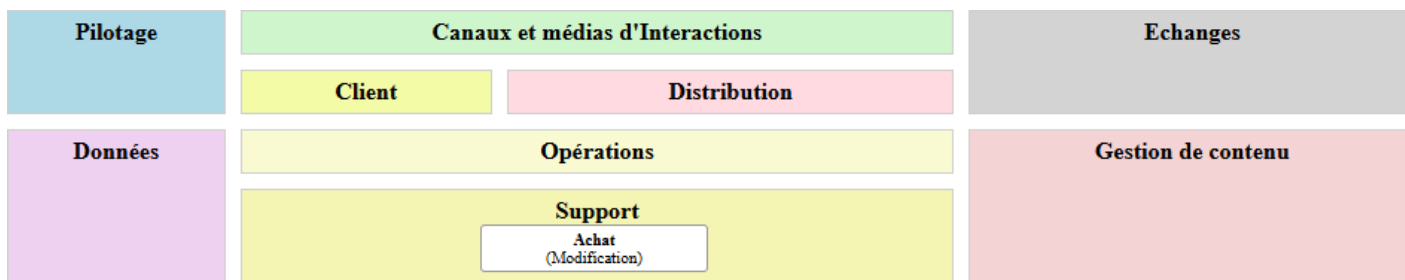 Pilotage
Canaux et médias d'Interactions
Echanges
Client
Distribution
Données
Opérations
Gestion de contenu
Support
Achat
(Modification)